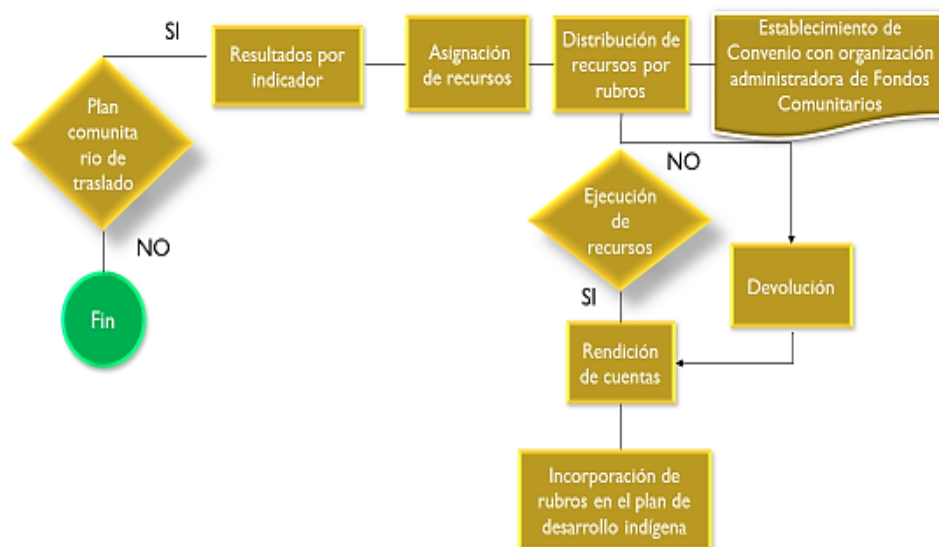 SI
Plan
comunita
rio de
traslado
NO
Fin
Resultados por
indicador
Asignación
de recursos
Distribución de
recursos por
rubros
Establecimiento de
Convenio con organización
administradora de Fondos
Comunitarios
NO
Ejecución
de
recursos
SI
Devolución
Rendición
de cuentas
Incorporación de
rubros en el plan de
desarrollo indígena